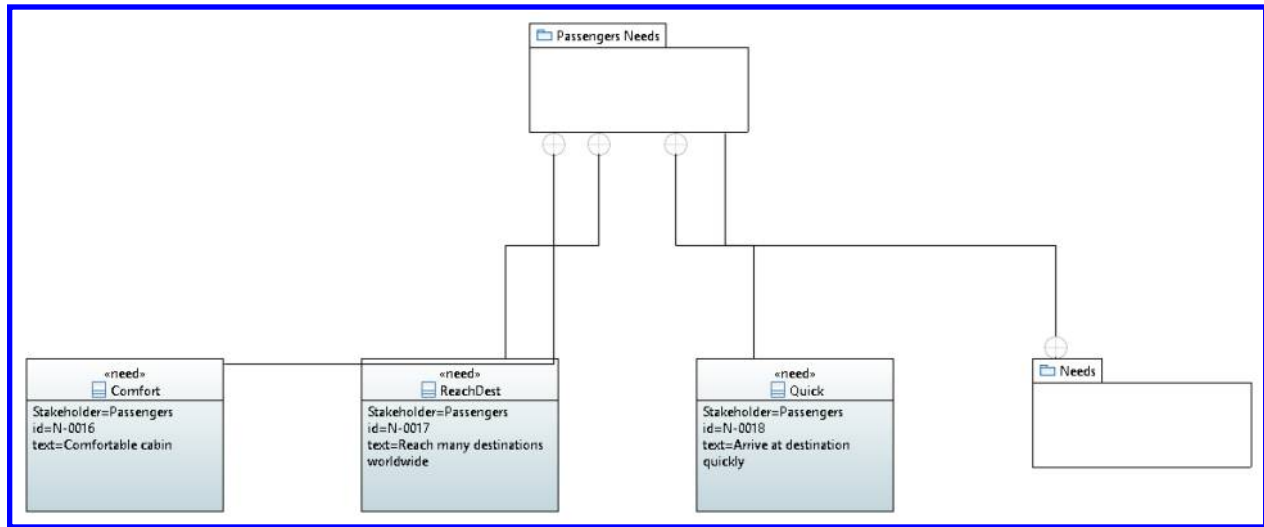 Passengers Needs
«need»
Comfort
Stakeholder=Passengers
id=N-0016
text=Comfortable cabin
«need»
ReachDest
Stakeholder=Passengers
id=N-0017
text=Reach many destinations
worldwide
«need»
Quick
Stakeholder=Passengers
id=N-0018
text=Arrive at destination
quickly
Needs